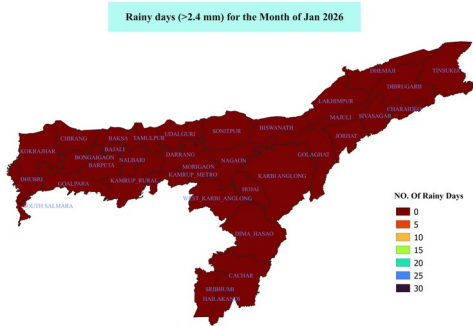 Rainy days (>2.4 mm) for the Month of Jan 2026
DHEMAJI
TINSUKIA
DIBRUGARH
LAKHIMPUR
CHARAIDEO
MAJULI
SIVASAGAR
JORHAT
UDALGURI
SONITPUR
BISWANATH
CHIRANG
BAKSA
TAMULPUR
BAJALI
KOKRAJHAR
BONGAIGAON
NALBARI
DARRANG
NAGAON
GOLAGHAT
BARPETA
MORIGAON
DHUBRI
GOALPARA
KAMRUP_RURAL
KAMRUP_METRO
KARBI ANGLONG
HOJAI
WEST_KARBI_ANGLONG
SOUTH SALMARA
DIMA_HASAO
CACHAR
SRIBHUMI
HAILAKANDI
NO. Of Rainy Days
0
5
10
15
20
25
30